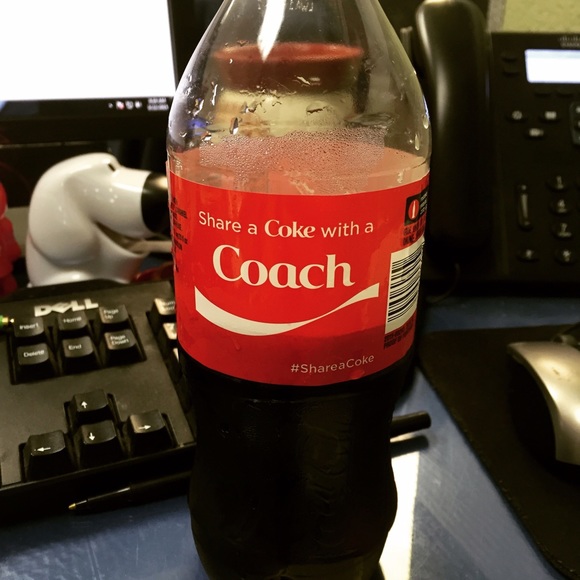 Share a Coke with a
Coach
#ShareaCoke
DELL
Insert
Home
Page Up
Delete
End
Page Down